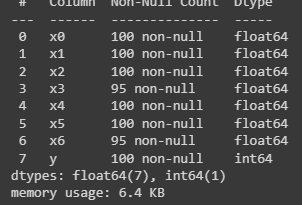 #   Column  Non-Null Count  Dtype
---  ------  --------------  -----
0   x0      100 non-null    float64
1   x1      100 non-null    float64
2   x2      100 non-null    float64
3   x3      95 non-null     float64
4   x4      100 non-null    float64
5   x5      100 non-null    float64
6   x6      95 non-null     float64
7   y       100 non-null    int64
dtypes: float64(7), int64(1)
memory usage: 6.4 KB